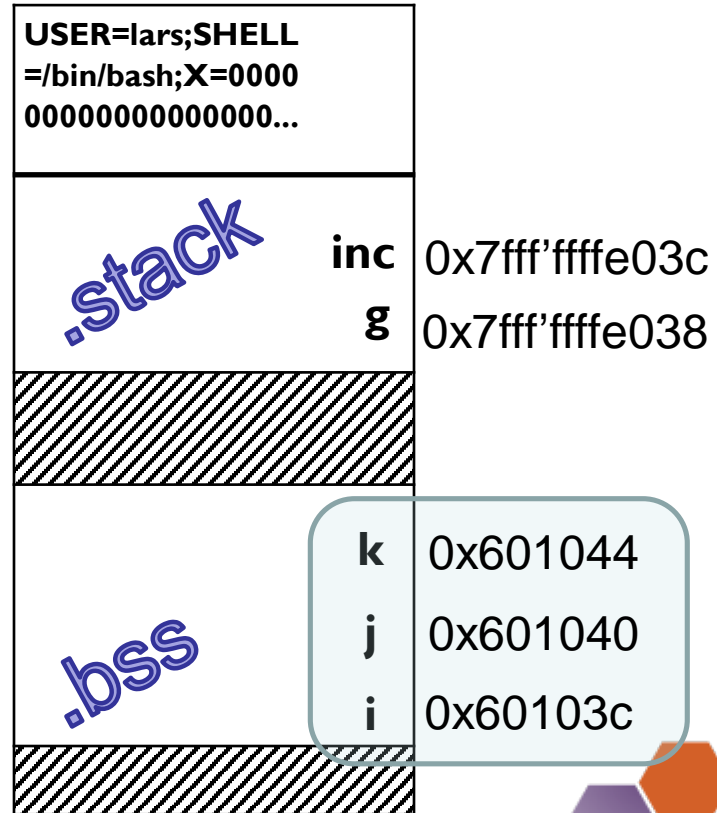 USER=lars;SHELL
=/bin/bash;X=0000
00000000000000...
.stack
inc 0x7fff'ffffe03c
g 0x7fff'ffffe038
k 0x601044
j 0x601040
.bss
i 0x60103c